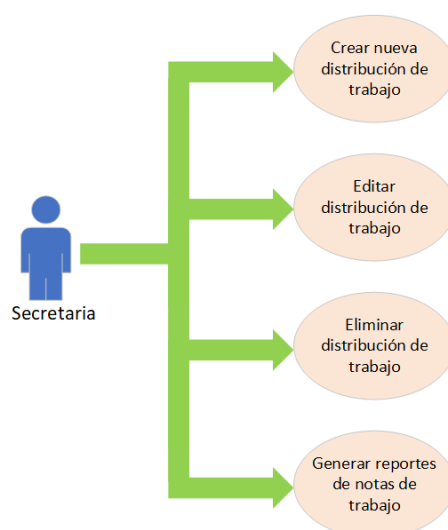 Crear nueva
distribución de
trabajo
Editar
distribución de
trabajo
Secretaria
Eliminar
distribución de
trabajo
Generar reportes
de notas de
trabajo